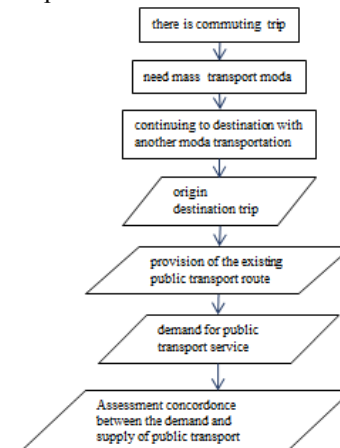 there is commuting trip
need mass transport moda
continuing to destination with
another moda transportation
origin
destination trip
provision of the existing
public transport route
demand for public
transport service
Assessment concordonce
between the demand and
supply of public transport